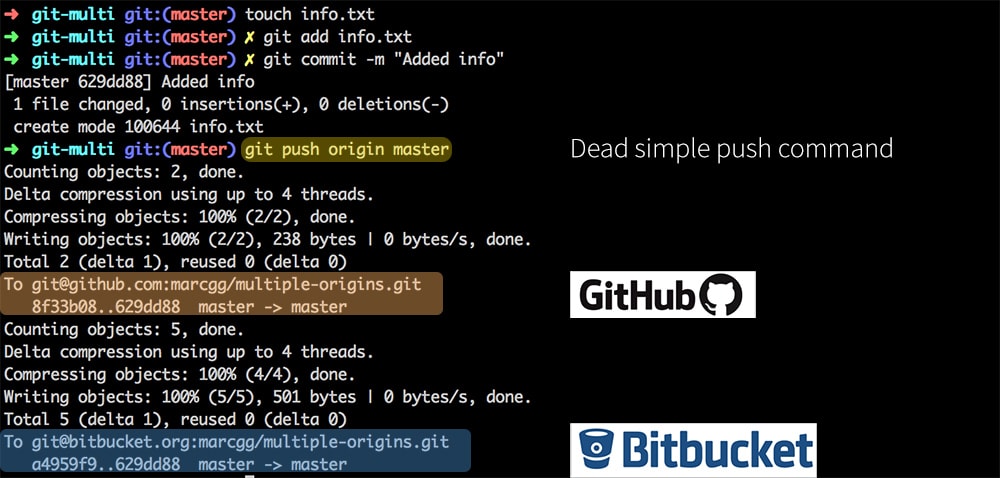 ➜ git-multi git:(master) touch info.txt
➜ git-multi git:(master) ✗ git add info.txt
➜ git-multi git:(master) ✗ git commit -m "Added info"
[master 629dd88] Added info
1 file changed, 0 insertions(+), 0 deletions(-)
create mode 100644 info.txt
➜ git-multi git:(master) git push origin master
Dead simple push command
Counting objects: 2, done.
Delta compression using up to 4 threads.
Compressing objects: 100% (2/2), done.
Writing objects: 100% (2/2), 238 bytes | 0 bytes/s, done.
Total 2 (delta 1), reused 0 (delta 0)
To git@github.com:marcgg/multiple-origins.git
8f33b08..629dd88 master -> master
GitHub
Counting objects: 5, done.
Delta compression using up to 4 threads.
Compressing objects: 100% (4/4), done.
Writing objects: 100% (5/5), 501 bytes | 0 bytes/s, done.
Total 5 (delta 1), reused 0 (delta 0)
To git@bitbucket.org:marcgg/multiple-origins.git
a4959f9..629dd88 master -> master
Bitbucket